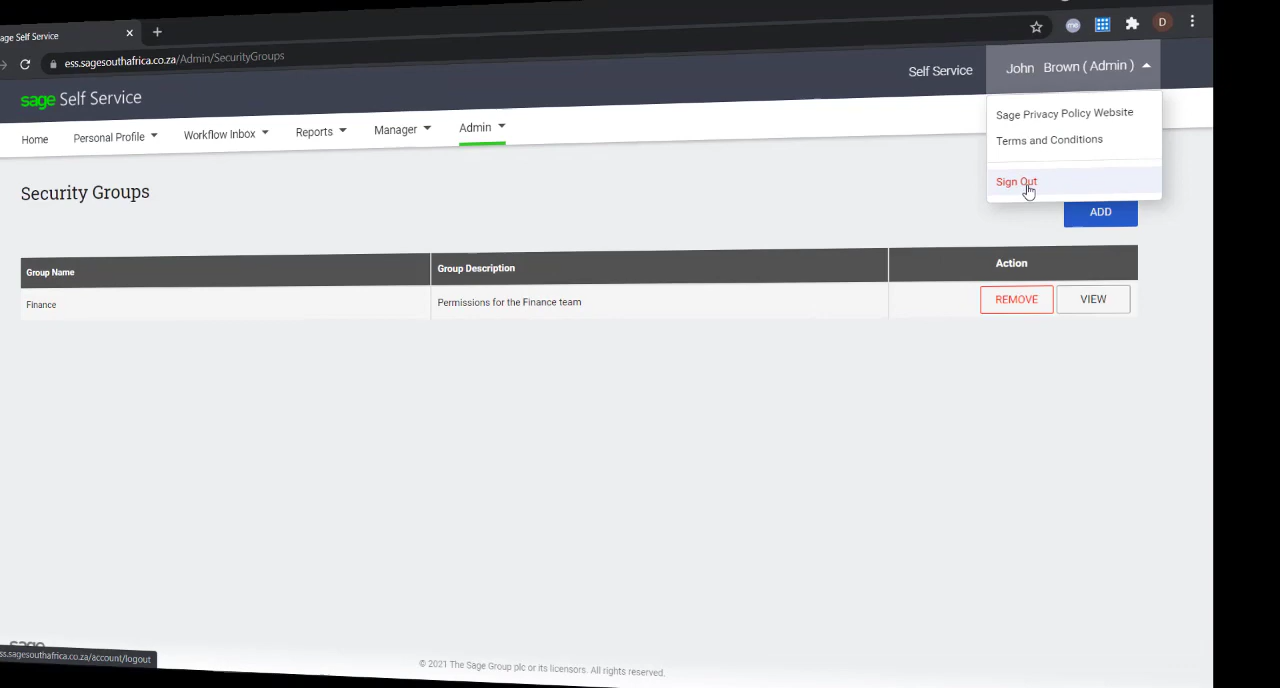 sage Self Service
ess.sagesouthafrica.co.za/Admin/SecurityGroups
D
sage Self Service
Self Service
John Brown ( Admin )
Home
Personal Profile
Workflow Inbox
Reports
Manager
Admin
Sage Privacy Policy Website
Terms and Conditions
Sign Out
Security Groups
ADD
Group Name
Group Description
Action
Finance
Permissions for the Finance team
REMOVE
VIEW
sage
ess.sagesouthafrica.co.za/account/logout
© 2021 The Sage Group plc or its licensors. All rights reserved.